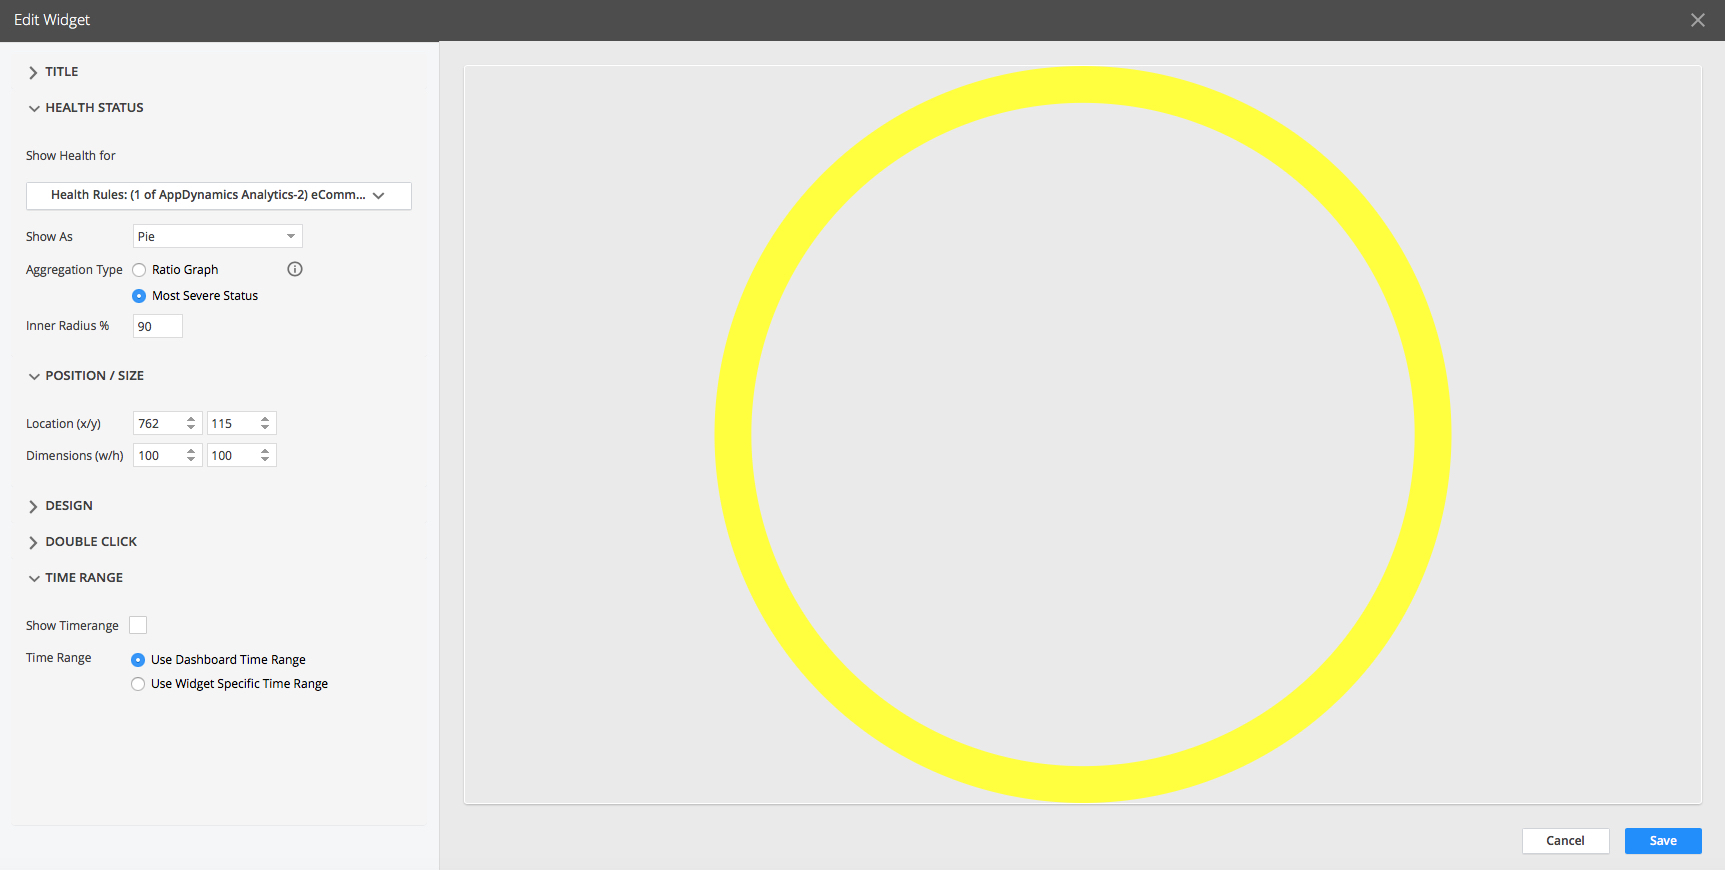 Edit Widget
TITLE
HEALTH STATUS
Show Health for
Health Rules: (1 of AppDynamics Analytics-2) eComm...
Show As Pie
Aggregation Type Ratio Graph
Most Severe Status
Inner Radius % 90
POSITION / SIZE
Location (x/y) 762 115
Dimensions (w/h) 100 100
DESIGN
DOUBLE CLICK
TIME RANGE
Show Timerange
Time Range Use Dashboard Time Range
Use Widget Specific Time Range
Cancel Save